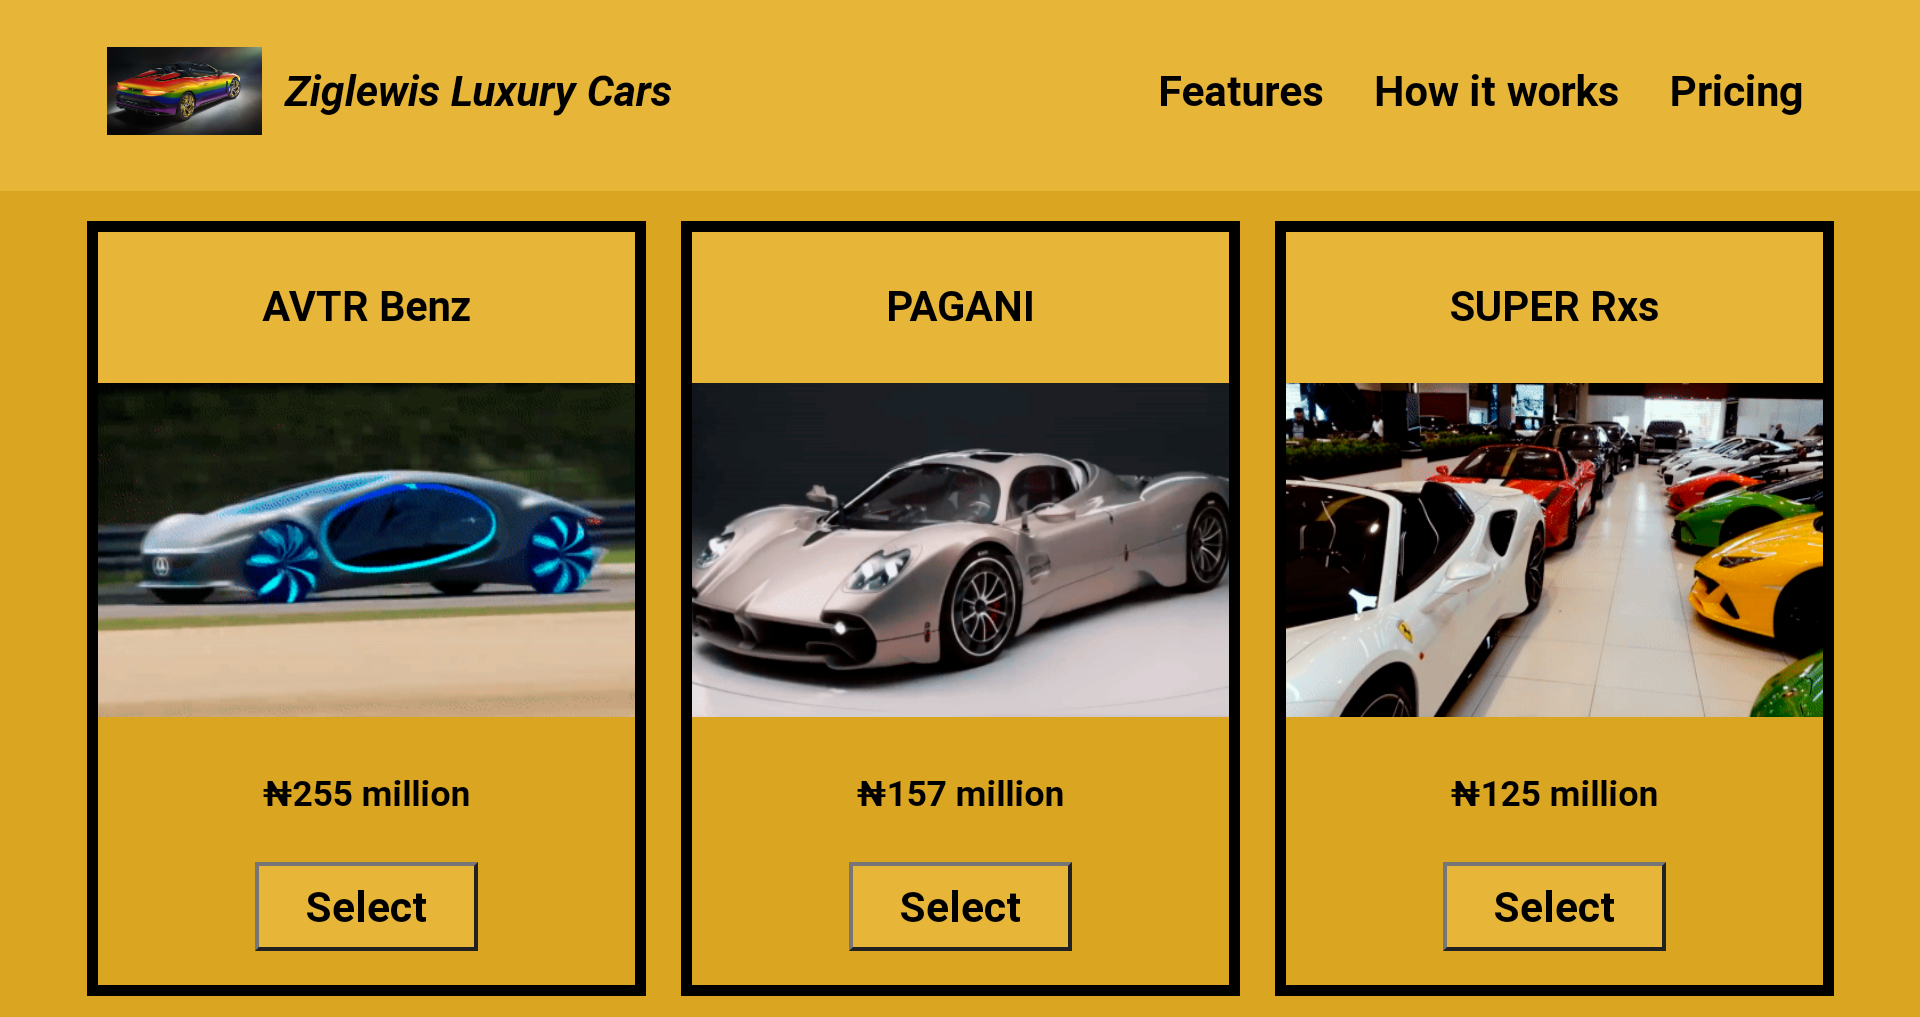 Ziglewis Luxury Cars
Features
How it works
Pricing
AVTR Benz
₦255 million
Select
PAGANI
₦157 million
Select
SUPER Rxs
₦125 million
Select